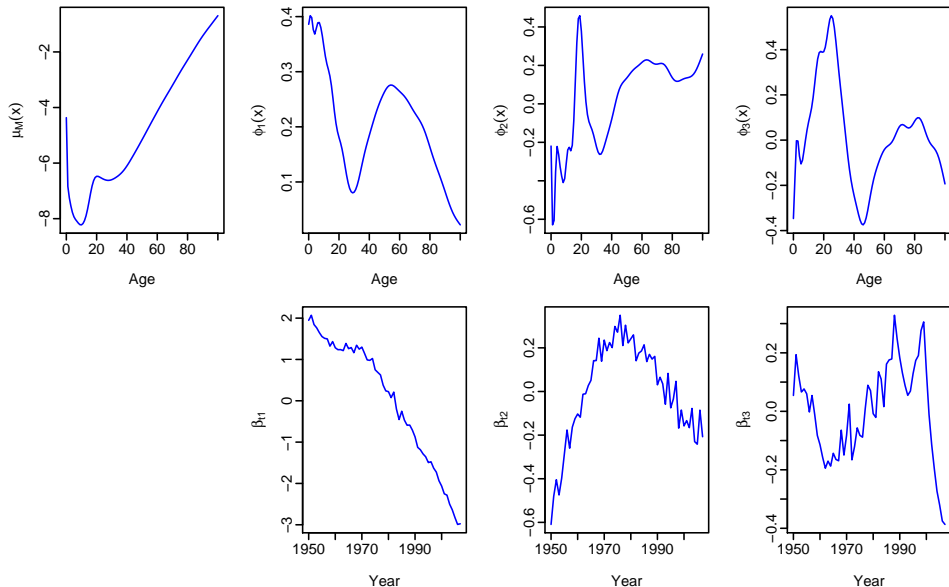 μM(x)
-8 -6 -4 -2
0 20 40 60 80
Age
ϕ1(x)
0.1 0.2 0.3 0.4
0 20 40 60 80
Age
ϕ2(x)
-0.6 -0.4 -0.2 0.0 0.2 0.4
0 20 40 60 80
Age
ϕ3(x)
-0.4 -0.2 0.0 0.2 0.4
0 20 40 60 80
Age
βt1
-3 -2 -1 0 1 2
1950 1970 1990
Year
βt2
-0.6 -0.4 -0.2 0.0 0.2
1950 1970 1990
Year
βt3
-0.4 -0.2 0.0 0.2
1950 1970 1990
Year